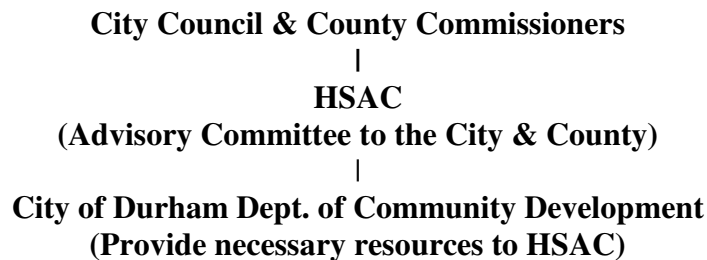 City Council & County Commissioners
|
HSAC
(Advisory Committee to the City & County)
|
City of Durham Dept. of Community Development
(Provide necessary resources to HSAC)